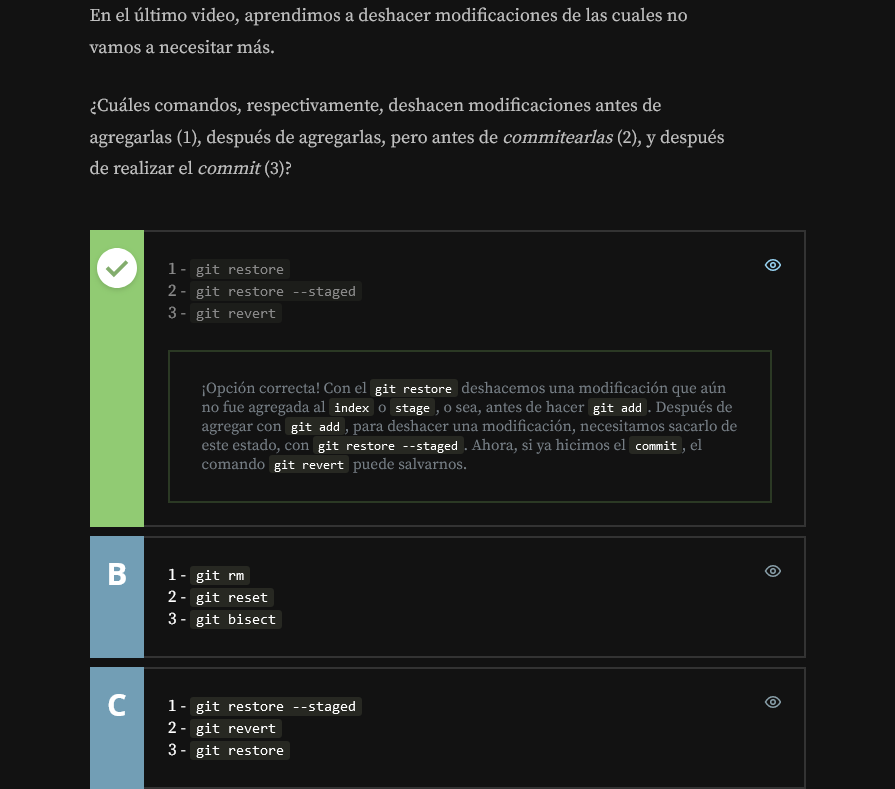 En el último video, aprendimos a deshacer modificaciones de las cuales no
vamos a necesitar más.
¿Cuáles comandos, respectivamente, deshacen modificaciones antes de
agregarlas (1), después de agregarlas, pero antes de commitearlas (2), y después
de realizar el commit (3)?
1 - git restore
2 - git restore --staged
3 - git revert
¡Opción correcta! Con el git restore deshacemos una modificación que aún
no fue agregada al index o stage, o sea, antes de hacer git add. Después de
agregar con git add, para deshacer una modificación, necesitamos sacarlo de
este estado, con git restore --staged. Ahora, si ya hicimos el commit, el
comando git revert puede salvarnos.
B
1 - git rm
2 - git reset
3 - git bisect
C
1 - git restore --staged
2 - git revert
3 - git restore